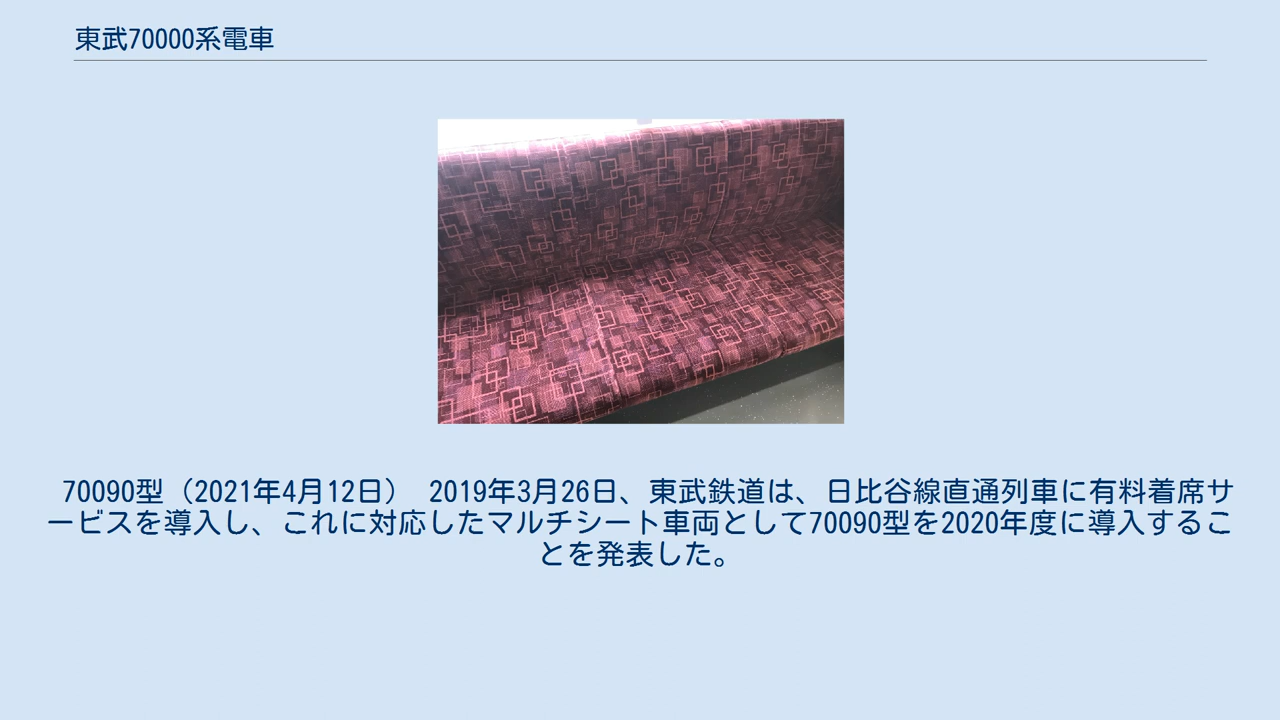 東武70000系電車
70090型（2021年4月12日） 2019年3月26日、東武鉄道は、日比谷線直通列車に有料着席サ
ービスを導入し、これに対応したマルチシート車両として70090型を2020年度に導入するこ
とを発表した。